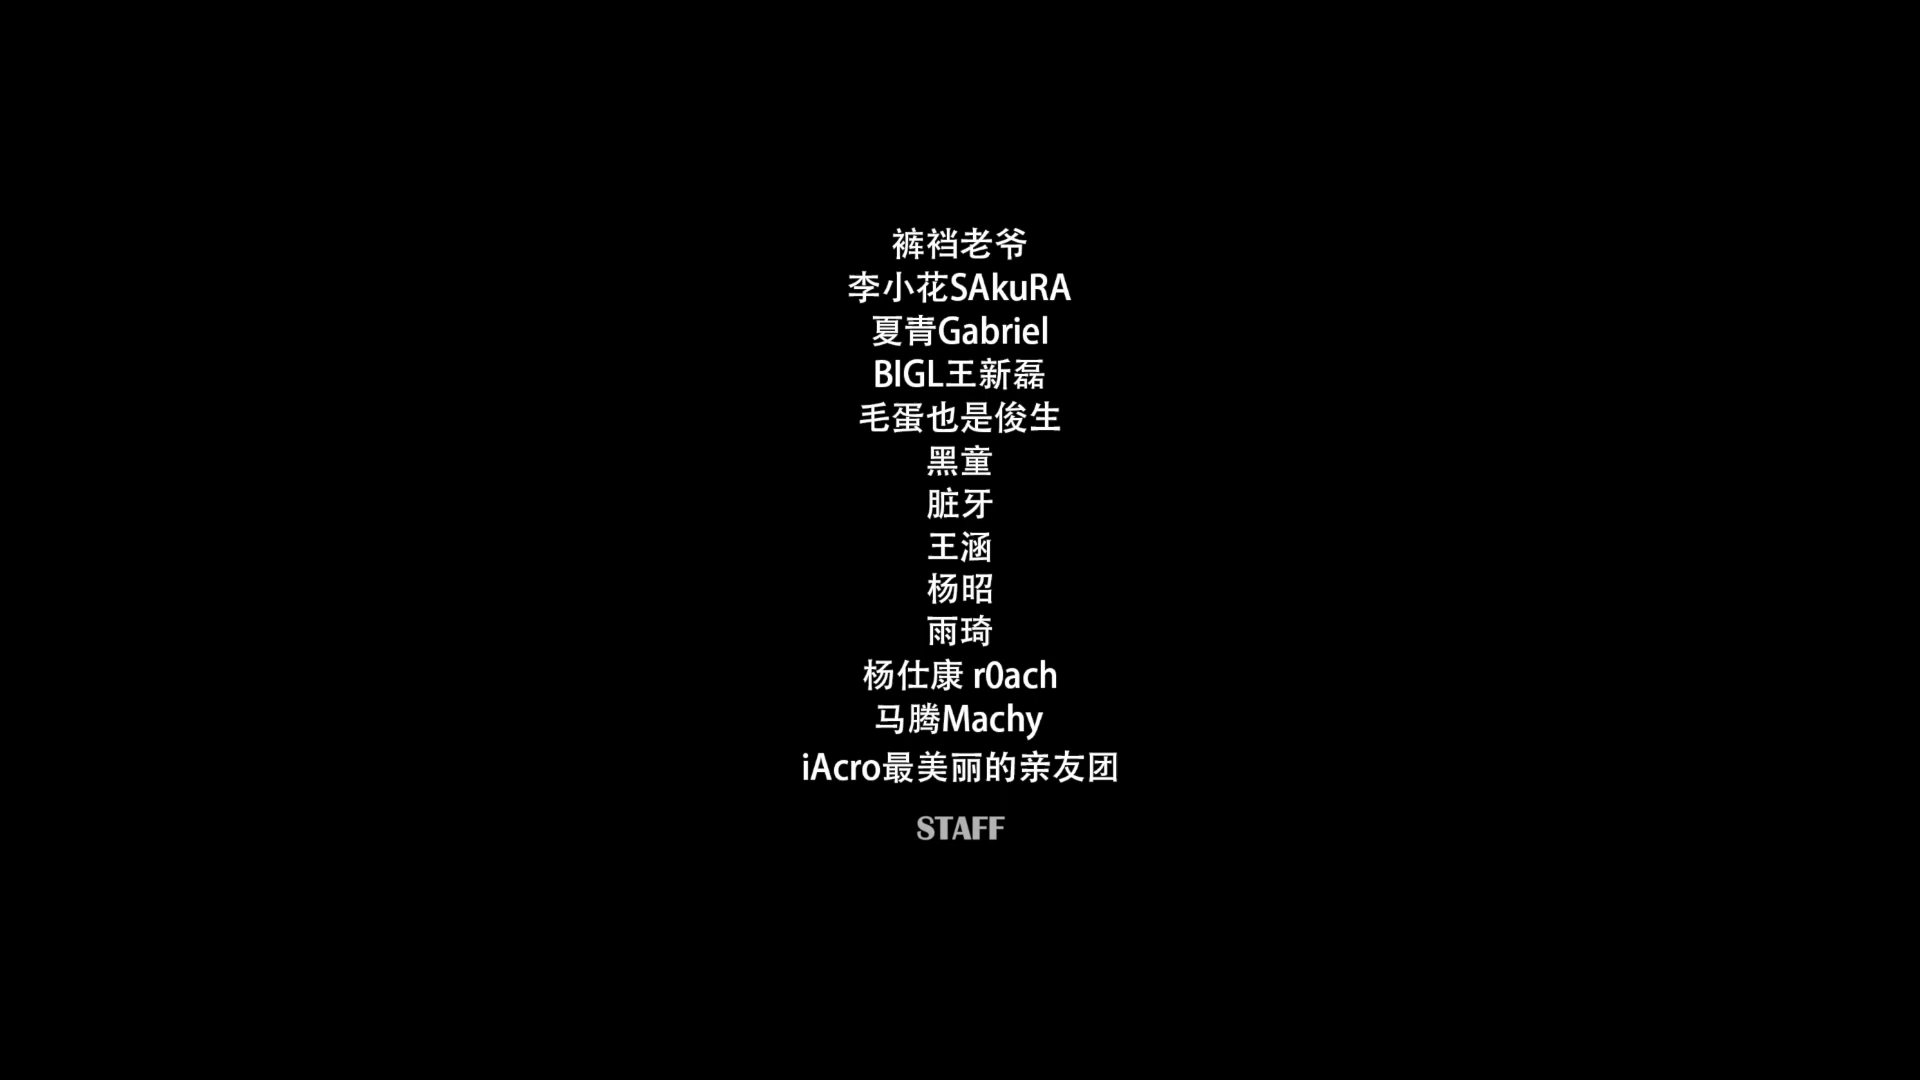 裤裆老爷
李小花SAkuRA
夏青Gabriel
BIGL王新磊
毛蛋也是俊生
黑童
脏牙
王涵
杨昭
雨琦
杨仕康 r0ach
马腾Machy
iAcro最美丽的亲友团
STAFF